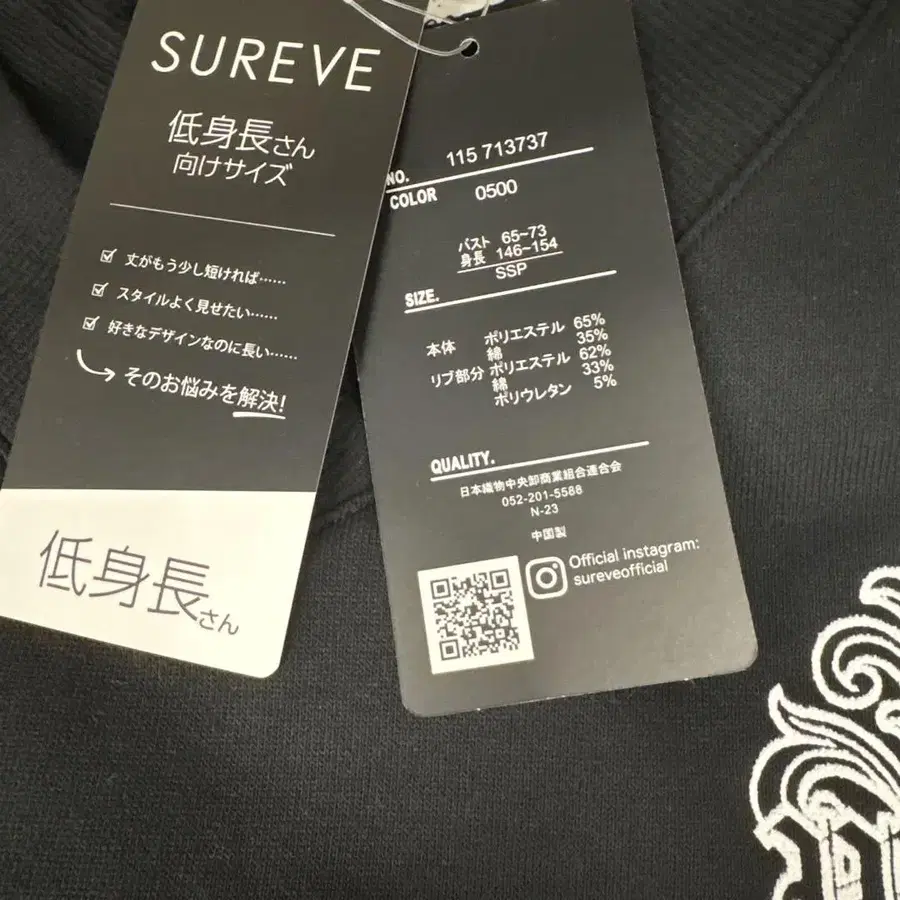 SUREVE
低身長さん
向けサイズ
丈がもう少し短ければ……
スタイルよく見せたい……
好きなデザインなのに長い……
そのお悩みを解決!
低身長さん
NO. 115 713737
COLOR 0500
バスト 65~73
身長 146~154
SSP
SIZE.
本体 ポリエステル 65%
綿 35%
リブ部分 ポリエステル 62%
綿 33%
ポリウレタン 5%
QUALITY.
日本織物中央卸商業組合連合会
052-201-5588
N-23
中国製
Official instagram:
sureveofficial